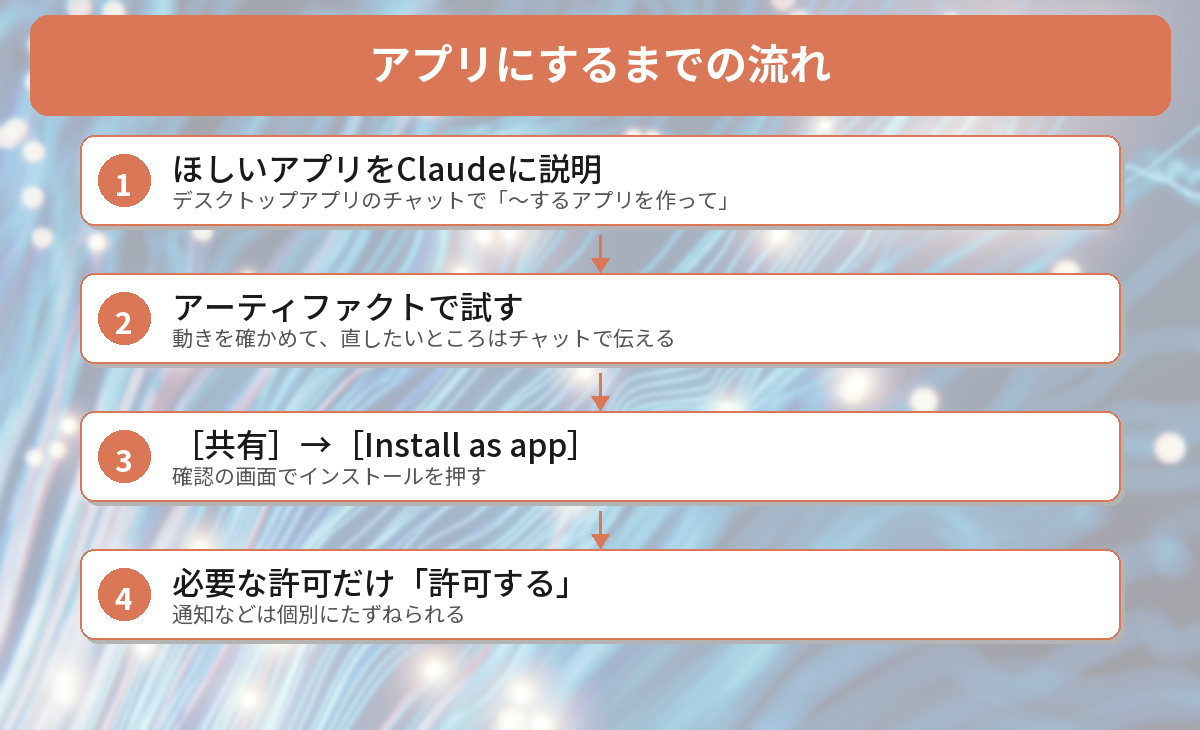 アプリにするまでの流れ
1
ほしいアプリをClaudeに説明
デスクトップアプリのチャットで「～するアプリを作って」
2
アーティファクトで試す
動きを確かめて、直したいところはチャットで伝える
3
［共有］→［Install as app］
確認の画面でインストールを押す
4
必要な許可だけ「許可する」
通知などは個別にたずねられる